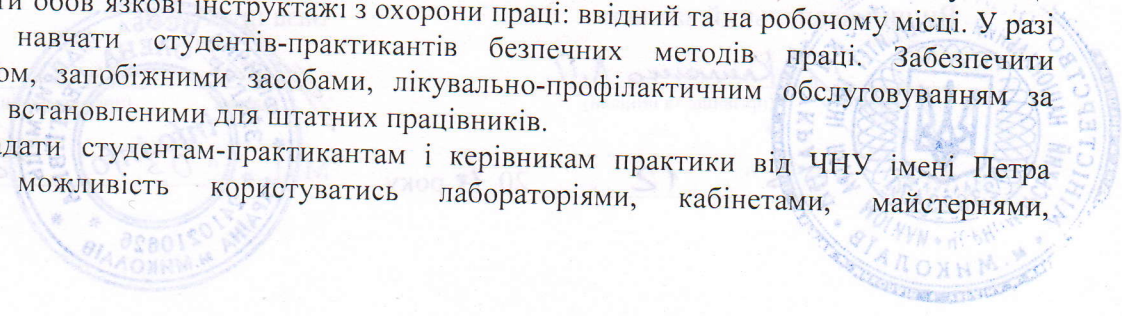 ти обов'язкові інструктажі з охорони праці: ввідний та на робочому місці. У разі
навчати студентів-практикантів безпечних методів праці. Забезпечити
ом, запобіжними засобами, лікувально-профілактичним обслуговуванням за
встановленими для штатних працівників.
адати студентам-практикантам і керівникам практики від ЧНУ імені Петра
можливість користуватись лабораторіями, кабінетами, майстернями,